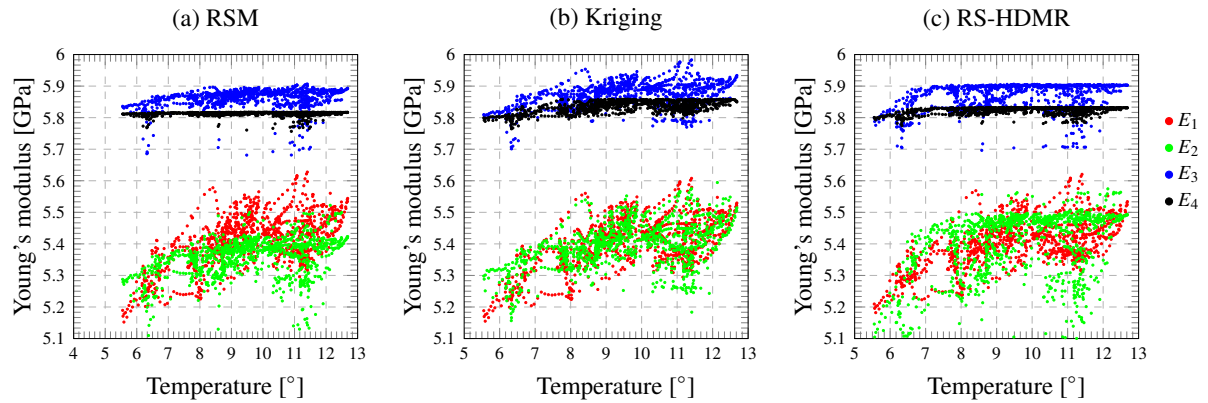 (a) RSM
(b) Kriging
(c) RS-HDMR
Young's modulus [GPa]
6
5.9
5.8
5.7
5.6
5.5
5.4
5.3
5.2
5.1
4 5 6 7 8 9 10 11 12 13
Temperature [°]
Young's modulus [GPa]
6
5.9
5.8
5.7
5.6
5.5
5.4
5.3
5.2
5.1
5 6 7 8 9 10 11 12 13
Temperature [°]
Young's modulus [GPa]
6
5.9
5.8
5.7
5.6
5.5
5.4
5.3
5.2
5.1
5 6 7 8 9 10 11 12 13
Temperature [°]
E1
E2
E3
E4